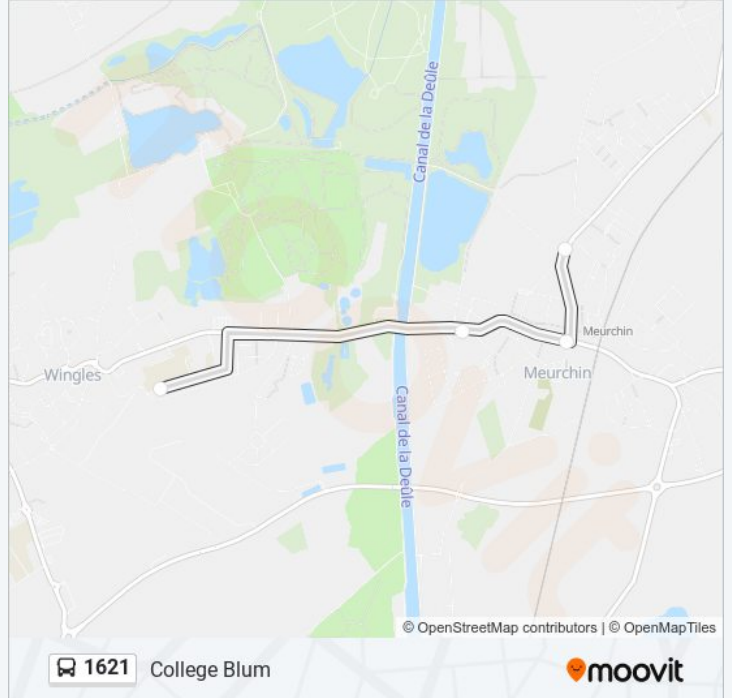 Canal de la Deûle
Meurchin
Wingles
Meurchin
Canal de la Deûle
© OpenStreetMap contributors | © OpenMapTiles
1621 College Blum
moovit